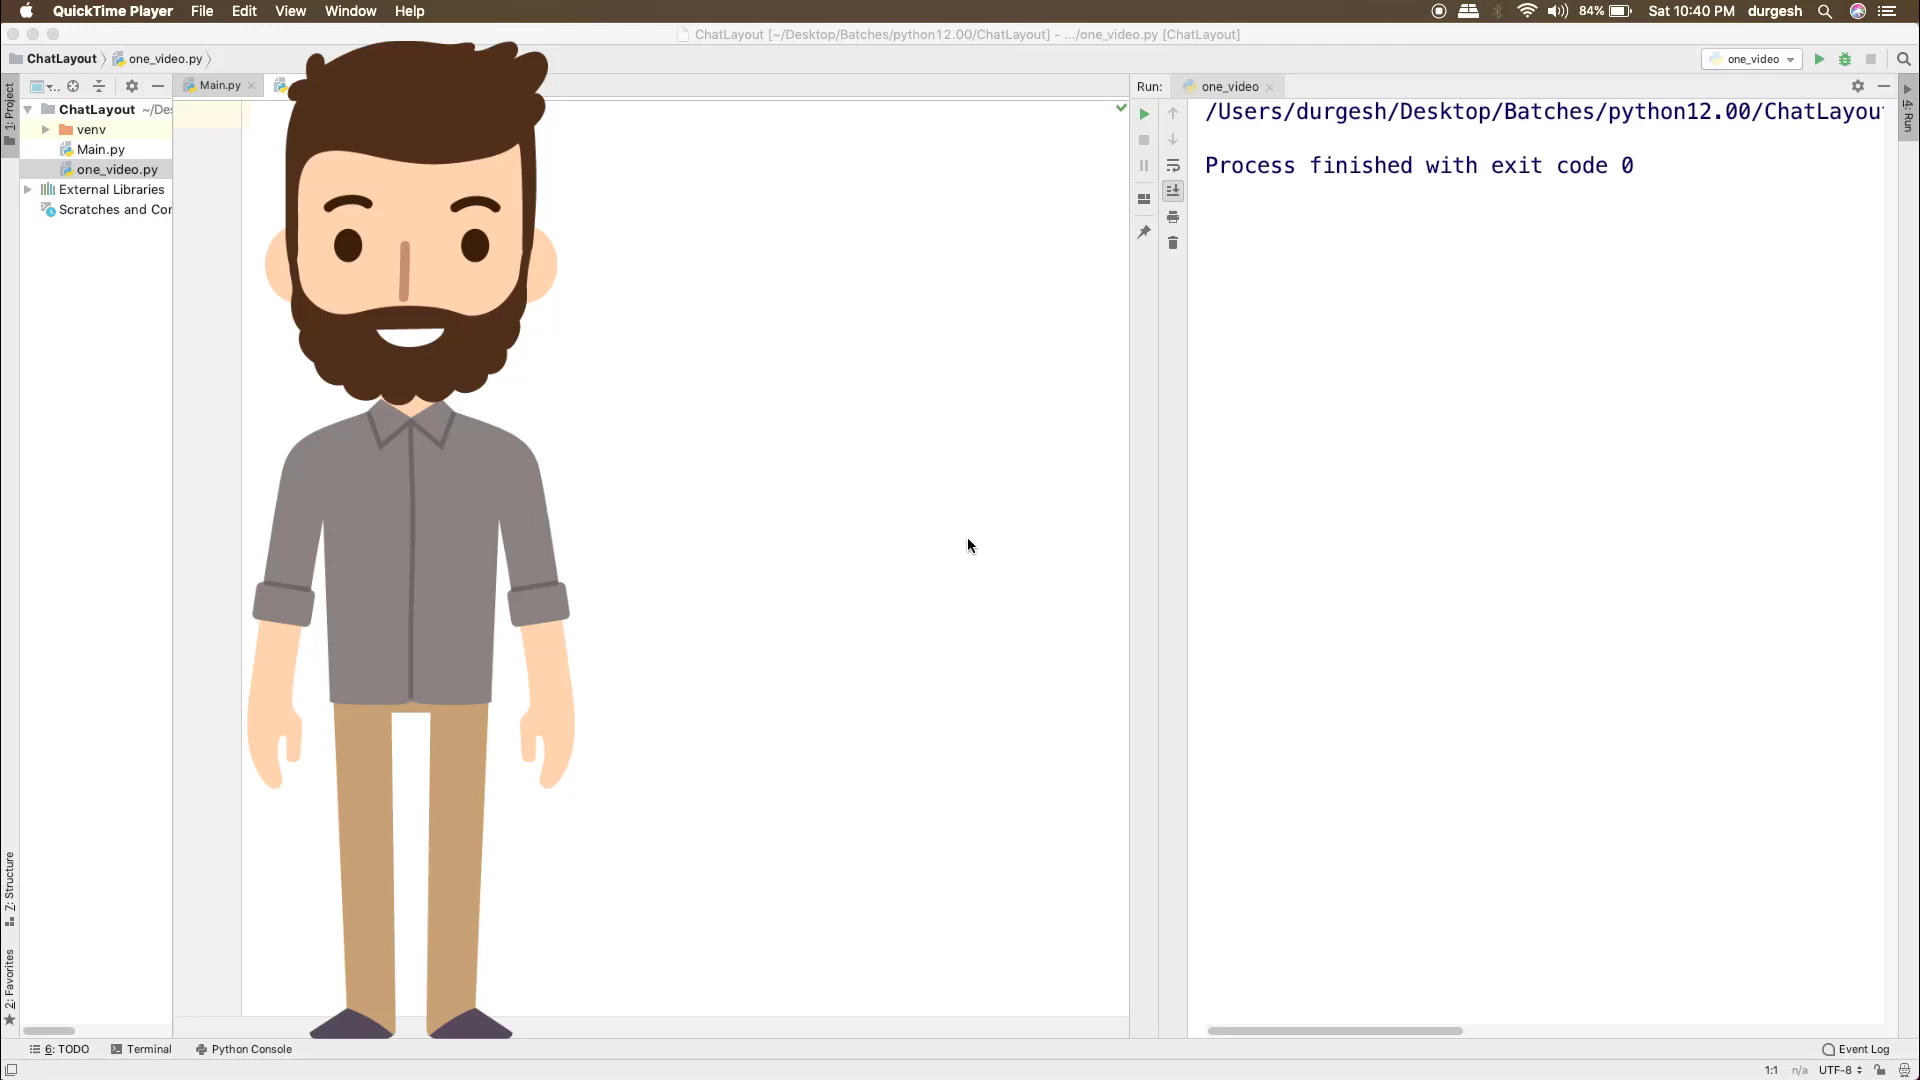 QuickTime Player File Edit View Window Help 84% Sat 10:40 PM durgesh
ChatLayout [~/Desktop/Batches/python12.00/ChatLayout] - .../one_video.py [ChatLayout]
ChatLayout one_video.py one_video
1: Project
Main.py
Run: one_video
4: Run
ChatLayout ~/Des
venv
Main.py
one_video.py
External Libraries
Scratches and Cor
/Users/durgesh/Desktop/Batches/python12.00/ChatLayout
Process finished with exit code 0
7: Structure
2: Favorites
6: TODO Terminal Python Console Event Log
1:1 n/a UTF-8